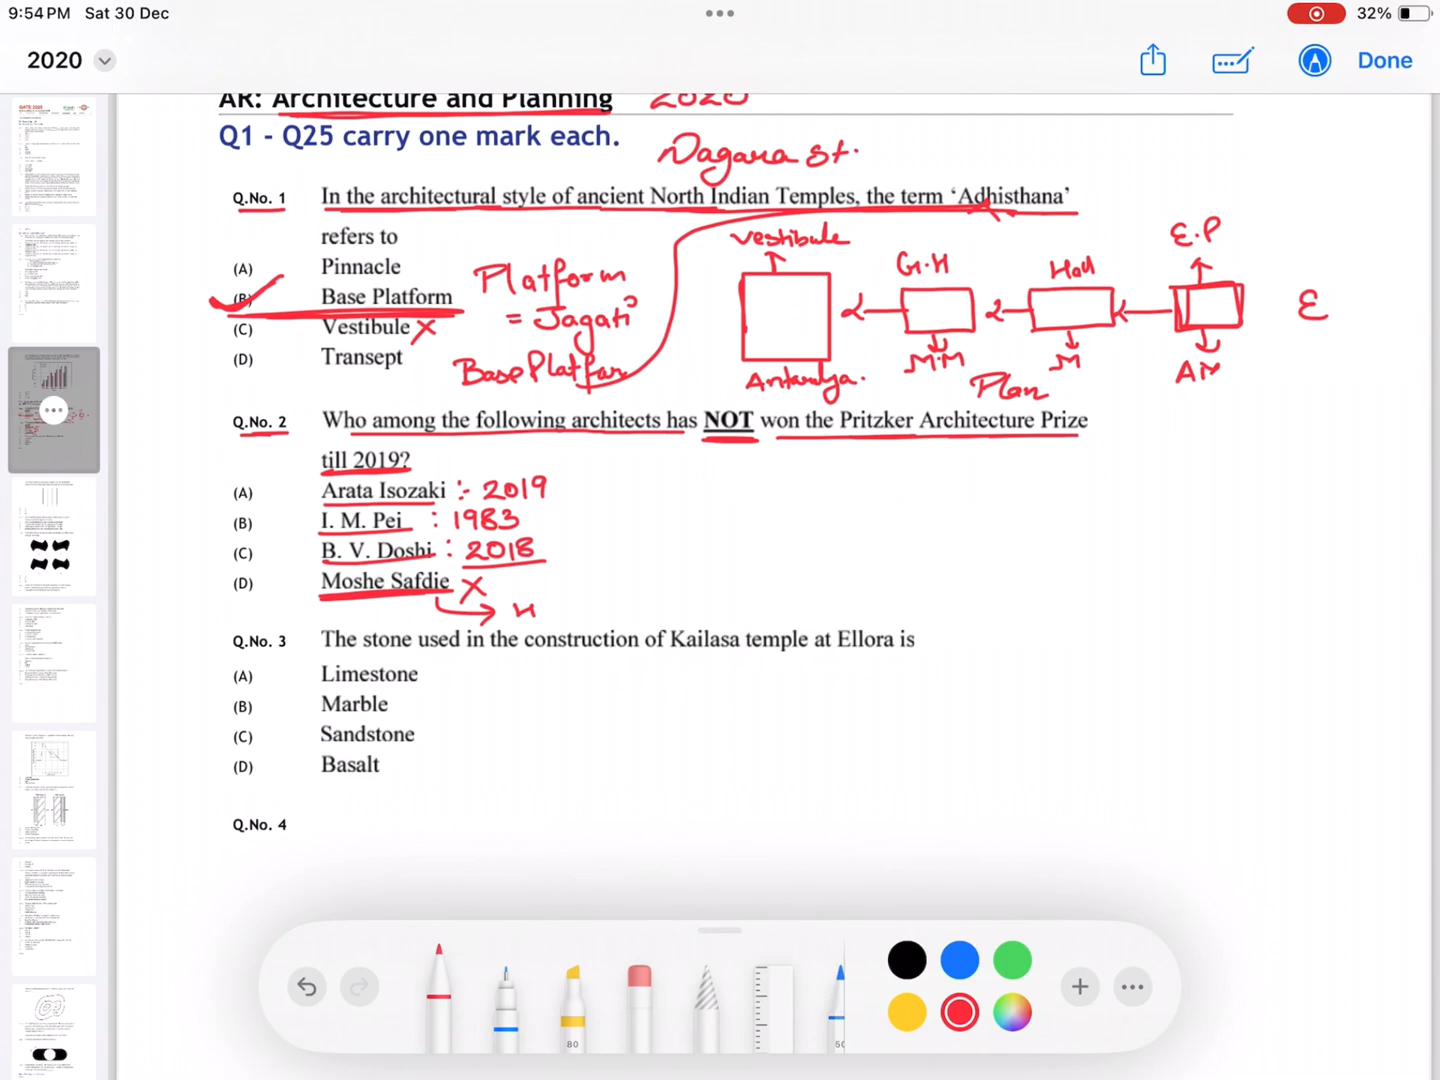 9:54 PM Sat 30 Dec
32%
2020
Done
AR: Architecture and Planning 2020
Q1 - Q25 carry one mark each.
Nagara St.
Q.No. 1 In the architectural style of ancient North Indian Temples, the term ‘Adhisthana’
refers to
(A) Pinnacle
(B) Base Platform
(C) Vestibule X
(D) Transept
Platform
= Jagati
Base Platform
Vestibule
G.H
Hall
E.P
E
Antaralya.
M.M
M
Plan
Q.No. 2 Who among the following architects has NOT won the Pritzker Architecture Prize
till 2019?
(A) Arata Isozaki :- 2019
(B) I. M. Pei : 1983
(C) B. V. Doshi : 2018
(D) Moshe Safdie X
Q.No. 3 The stone used in the construction of Kailasa temple at Ellora is
(A) Limestone
(B) Marble
(C) Sandstone
(D) Basalt
Q.No. 4
80
50